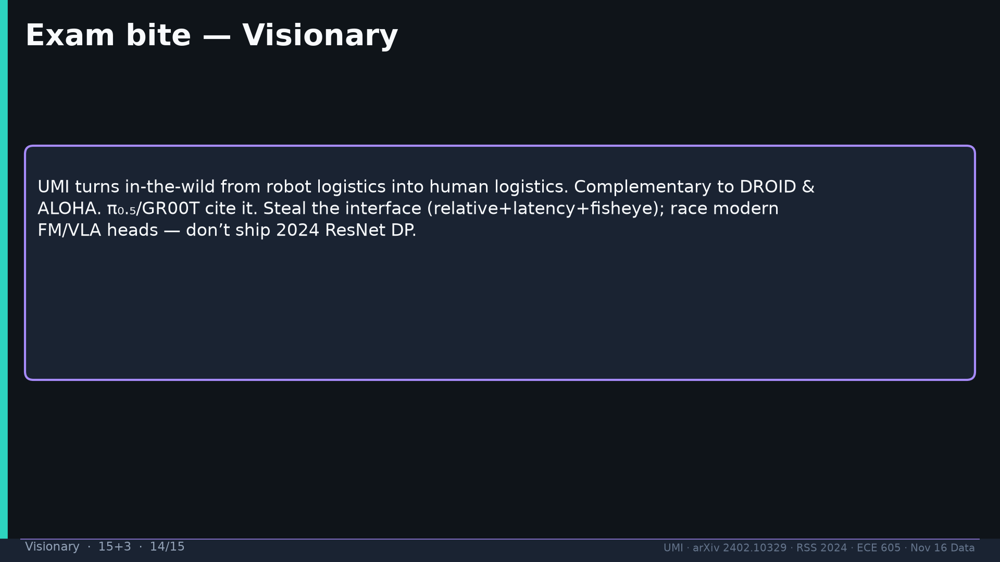 Exam bite — Visionary
UMI turns in-the-wild from robot logistics into human logistics. Complementary to DROID &
ALOHA. π₀.₅/GR00T cite it. Steal the interface (relative+latency+fisheye); race modern
FM/VLA heads — don’t ship 2024 ResNet DP.
Visionary · 15+3 · 14/15
UMI · arXiv 2402.10329 · RSS 2024 · ECE 605 · Nov 16 Data